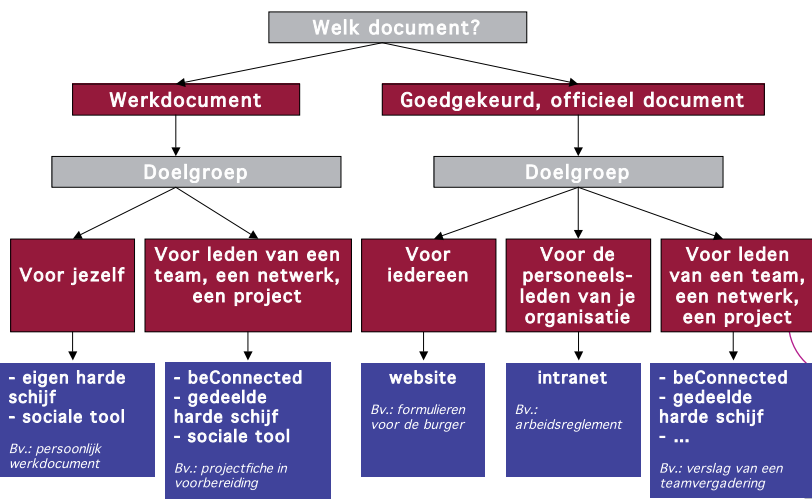 Welk document?
Werkdocument
Goedgekeurd, officieel document
Doelgroep
Doelgroep
Voor jezelf
Voor leden van een
team, een netwerk,
een project
Voor
iedereen
Voor de
personeels-
leden van je
organisatie
Voor leden
van een team,
een netwerk,
een project
- eigen harde
schijf
- sociale tool
Bv.: persoonlijk
werkdocument
- beConnected
- gedeelde
harde schijf
- sociale tool
Bv.: projectfiche in
voorbereiding
website
Bv.: formulieren
voor de burger
intranet
Bv.:
arbeidsreglement
- beConnected
- gedeelde
harde schijf
- ...
Bv.: verslag van een
teamvergadering